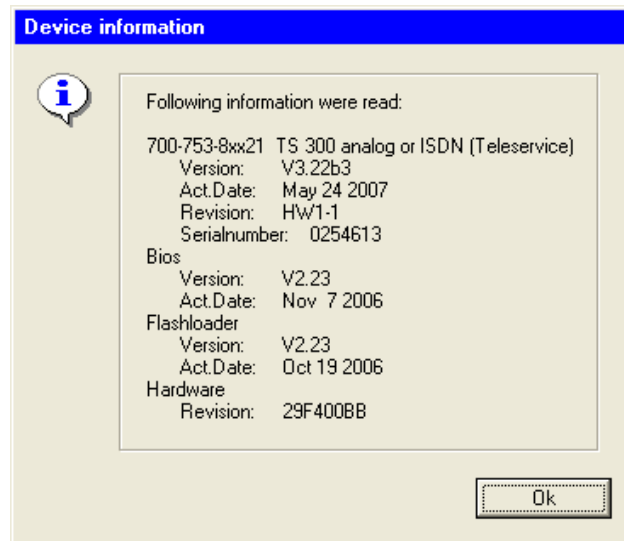 Device information
Following information were read:
700-753-8xx21 TS 300 analog or ISDN (Teleservice)
Version: V3.22b3
Act.Date: May 24 2007
Revision: HW1-1
Serialnumber: 0254613
Bios
Version: V2.23
Act.Date: Nov 7 2006
Flashloader
Version: V2.23
Act.Date: Oct 19 2006
Hardware
Revision: 29F400BB
Ok